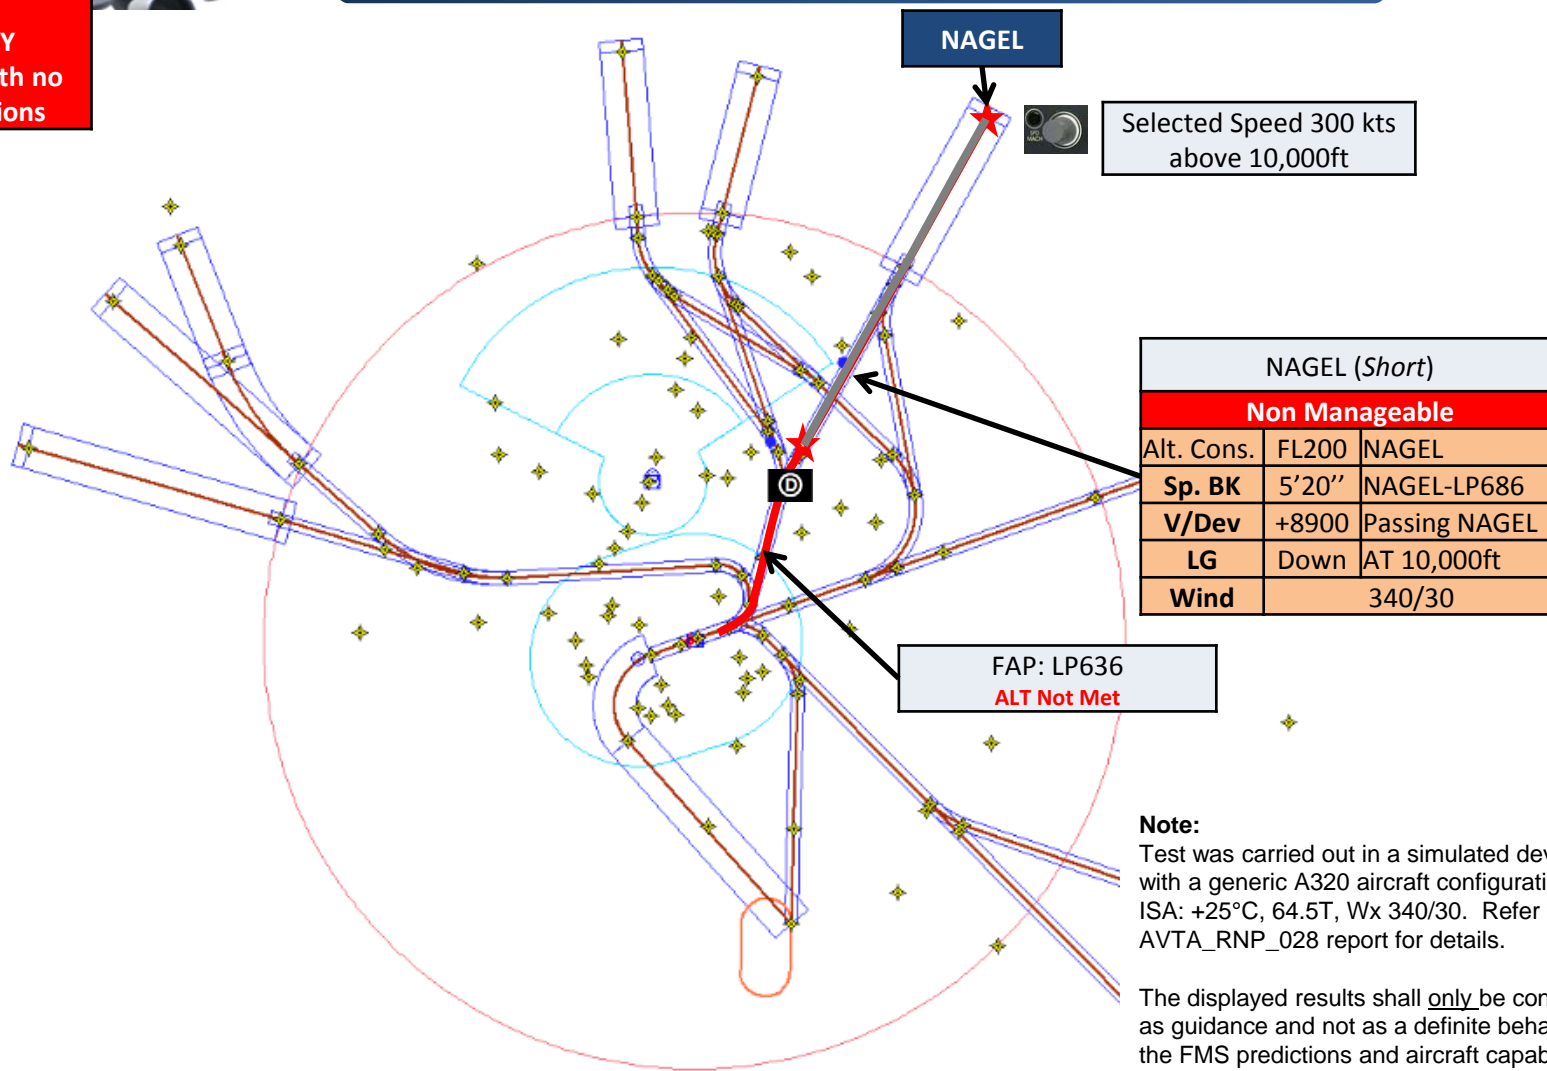 Y
th no
ions
NAGEL
Selected Speed 300 kts
above 10,000ft
NAGEL (Short)
Non Manageable
Alt. Cons. FL200 NAGEL
Sp. BK 5'20'' NAGEL-LP686
V/Dev +8900 Passing NAGEL
LG Down AT 10,000ft
Wind 340/30
D
FAP: LP636
ALT Not Met
Note:
Test was carried out in a simulated dev
with a generic A320 aircraft configurati
ISA: +25°C, 64.5T, Wx 340/30. Refer
AVTA_RNP_028 report for details.
The displayed results shall only be con
as guidance and not as a definite beha
the FMS predictions and aircraft capab